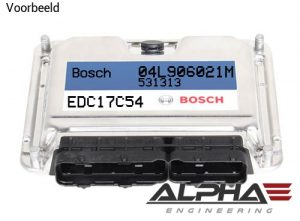 Voorbeeld
Bosch 04L906021M
531313
EDC17C54 BOSCH
ALPHA
ENGINEERING